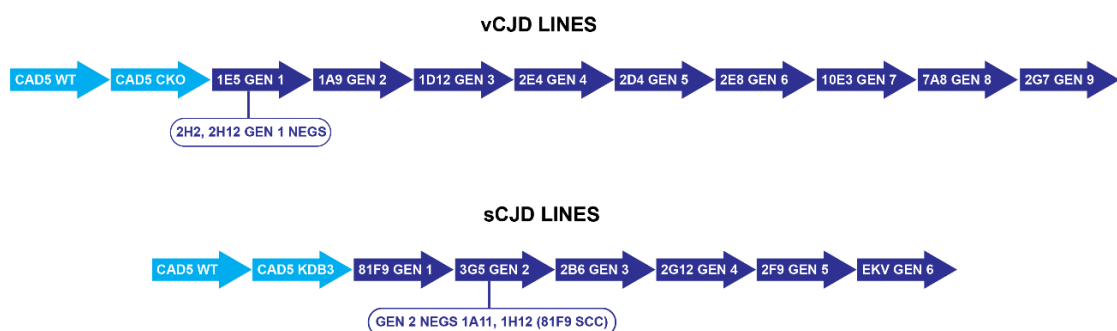 vCJD LINES
CAD5 WT CAD5 CKO 1E5 GEN 1 1A9 GEN 2 1D12 GEN 3 2E4 GEN 4 2D4 GEN 5 2E8 GEN 6 10E3 GEN 7 7A8 GEN 8 2G7 GEN 9
2H2, 2H12 GEN 1 NEGS
sCJD LINES
CAD5 WT CAD5 KDB3 81F9 GEN 1 3G5 GEN 2 2B6 GEN 3 2G12 GEN 4 2F9 GEN 5 EKV GEN 6
GEN 2 NEGS 1A11, 1H12 (81F9 SCC)